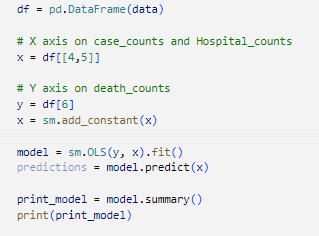 df = pd.DataFrame(data)
# X axis on case_counts and Hospital_counts
x = df[[4,5]]
# Y axis on death_counts
y = df[6]
x = sm.add_constant(x)
model = sm.OLS(y, x).fit()
predictions = model.predict(x)
print_model = model.summary()
print(print_model)